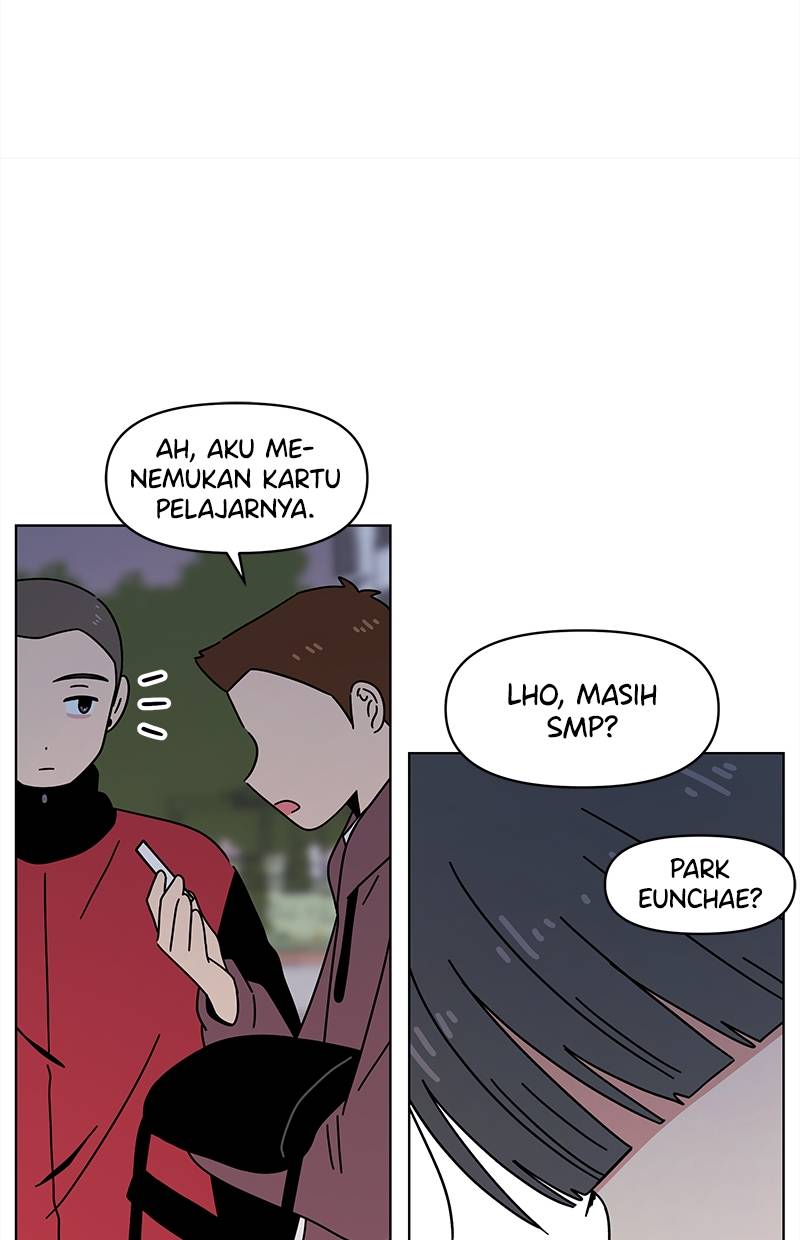 AH, AKU ME-
NEMUKAN KARTU
PELAJARNYA.
LHO, MASIH
SMP?
PARK
EUNCHAE?